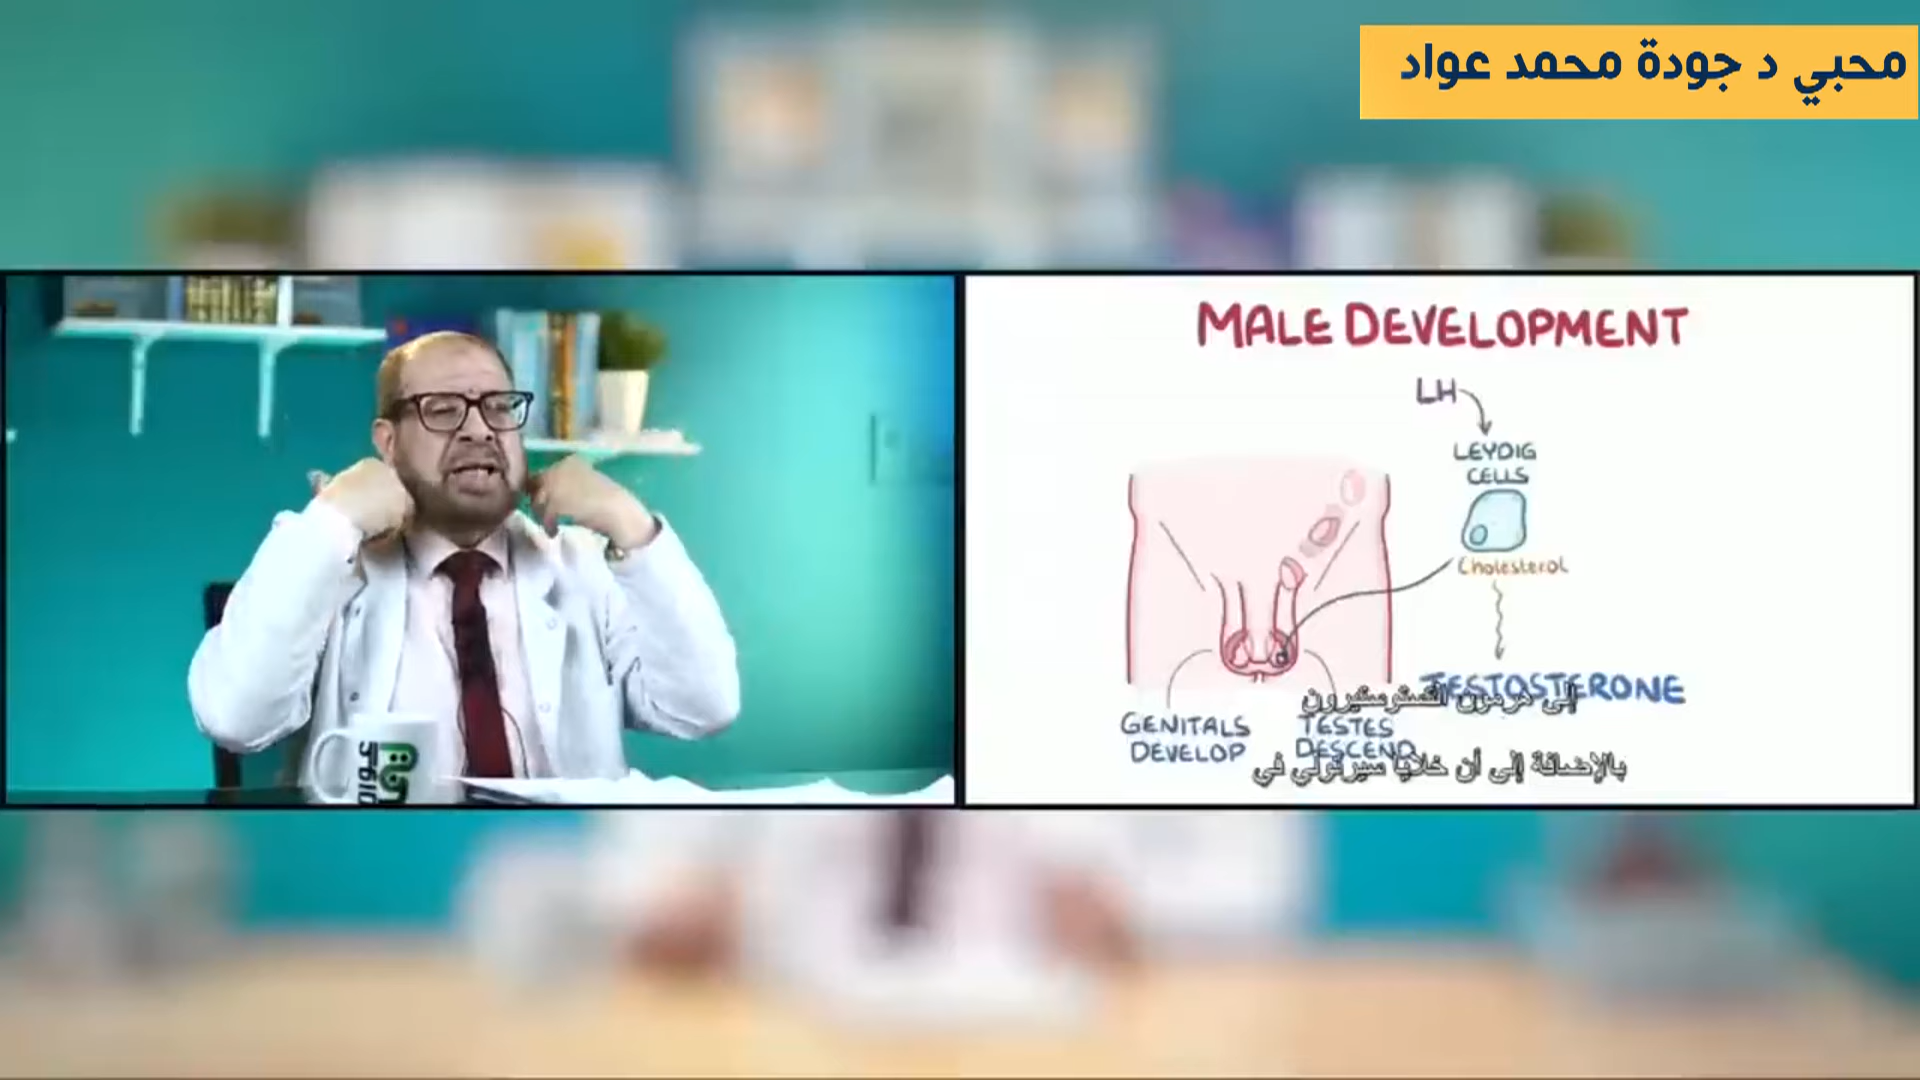 محبي د جودة محمد عواد
MALE DEVELOPMENT
LH
LEYDIG
CELLS
Cholesterol
TESTOSTERONE
إلى هرمون التستوستيرون
GENITALS
DEVELOP
TESTES
DESCEND
بالإضافة إلى أن خلايا سيرتولي في